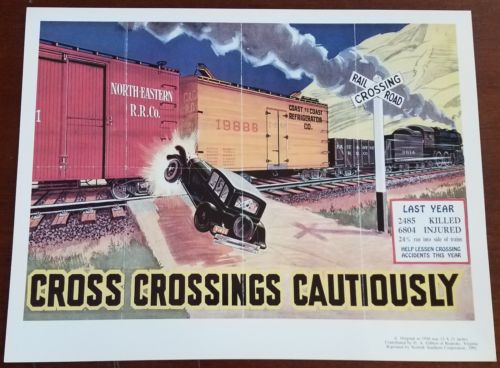 NORTH-EASTERN
R.R.Co.
19888
COAST TO COAST
REFRIGERATOR
CO.
RAIL ROAD
CROSSING
LAST YEAR
2485 KILLED
6804 INJURED
24% ran into side of trains
HELP LESSEN CROSSING
ACCIDENTS THIS YEAR
CROSS CROSSINGS CAUTIOUSLY